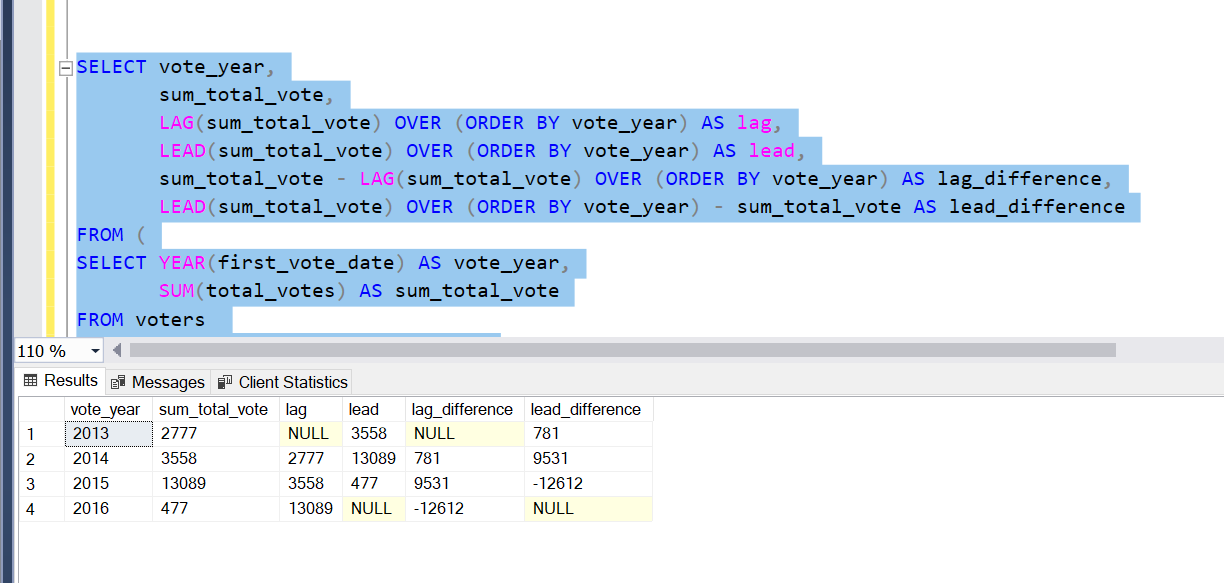 SELECT vote_year,
sum_total_vote,
LAG(sum_total_vote) OVER (ORDER BY vote_year) AS lag,
LEAD(sum_total_vote) OVER (ORDER BY vote_year) AS lead,
sum_total_vote - LAG(sum_total_vote) OVER (ORDER BY vote_year) AS lag_difference,
LEAD(sum_total_vote) OVER (ORDER BY vote_year) - sum_total_vote AS lead_difference
FROM (
SELECT YEAR(first_vote_date) AS vote_year,
SUM(total_votes) AS sum_total_vote
FROM voters
110 %
Results Messages Client Statistics
vote_year sum_total_vote lag lead lag_difference lead_difference
1 2013 2777 NULL 3558 NULL 781
2 2014 3558 2777 13089 781 9531
3 2015 13089 3558 477 9531 -12612
4 2016 477 13089 NULL -12612 NULL